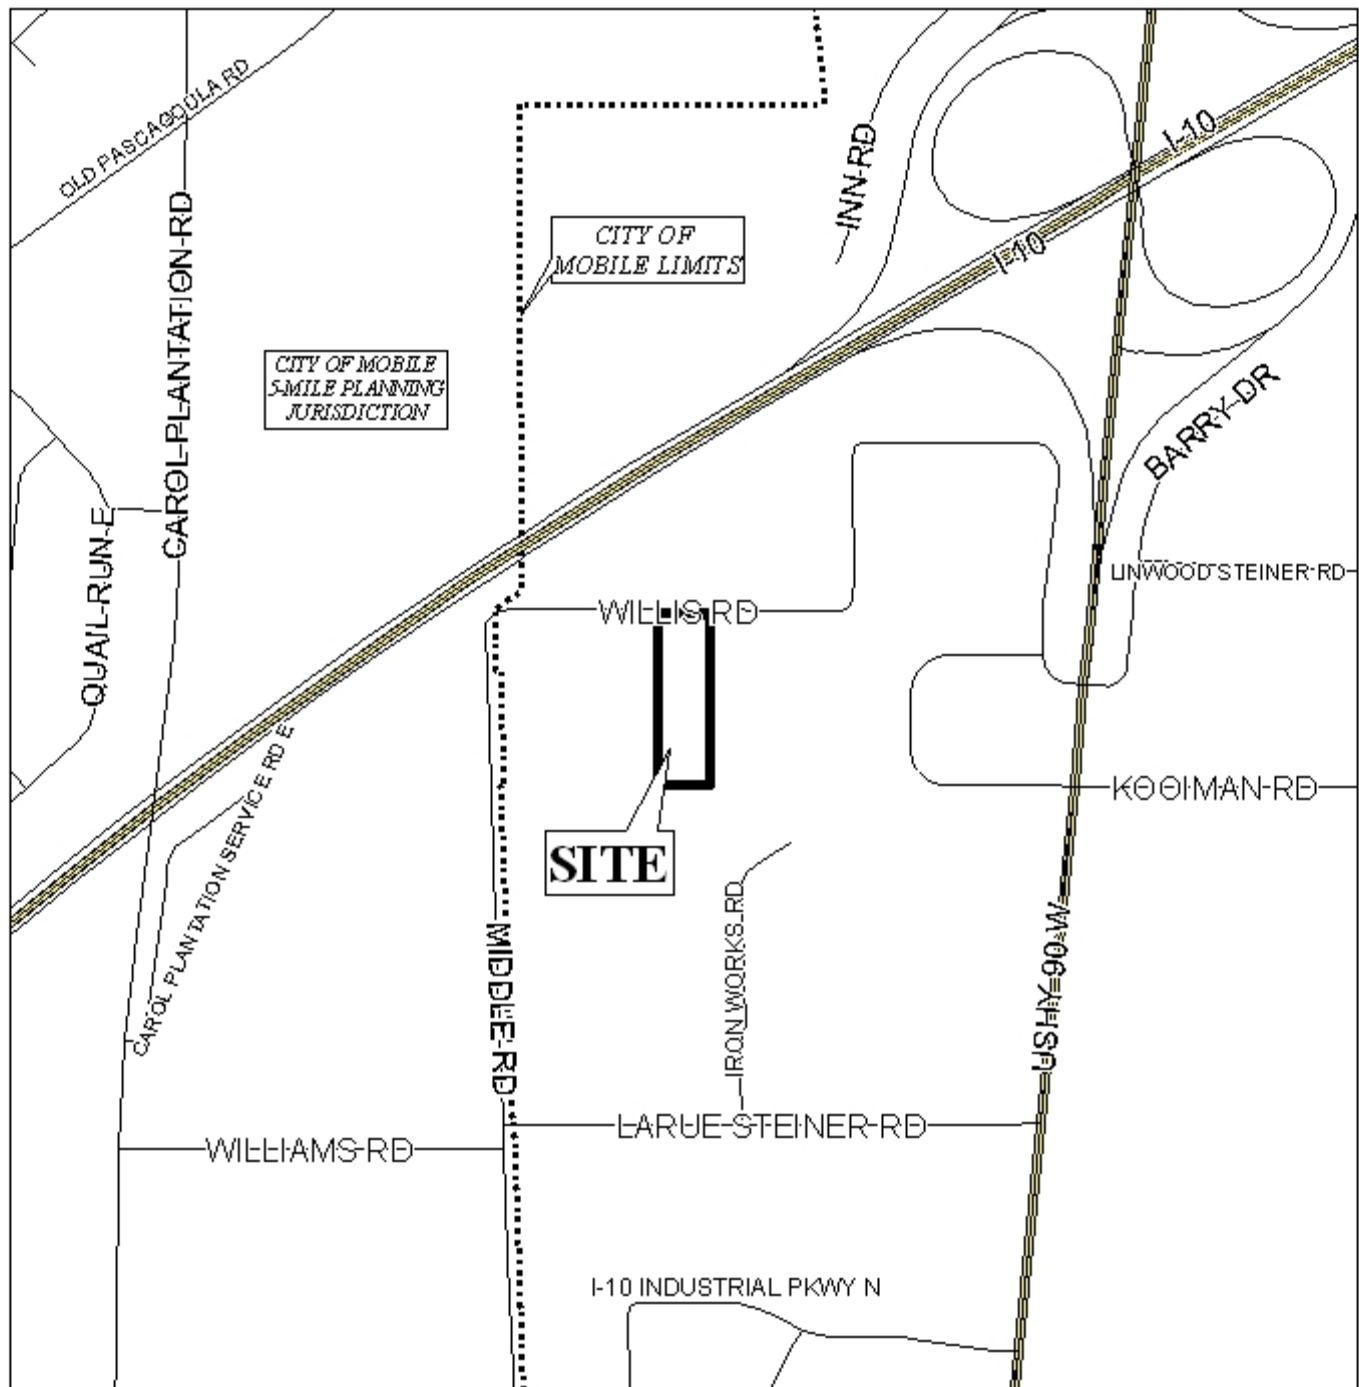 OLD PASCAGOULA RD
CAROL PLANTATION RD
INN RD
I-10
CITY OF
MOBILE LIMITS
I-10
CITY OF MOBILE
5-MILE PLANNING
JURISDICTION
BARRY DR
QUAIL RUN E
LINWOOD STEINER RD
WILLIS RD
CAROL PLANTATION SERVICE RD E
KOOIMAN RD
SITE
IRON WORKS RD
MIDDLE RD
US HY 90 W
LARUE STEINER RD
WILLIAMS RD
I-10 INDUSTRIAL PKWY N